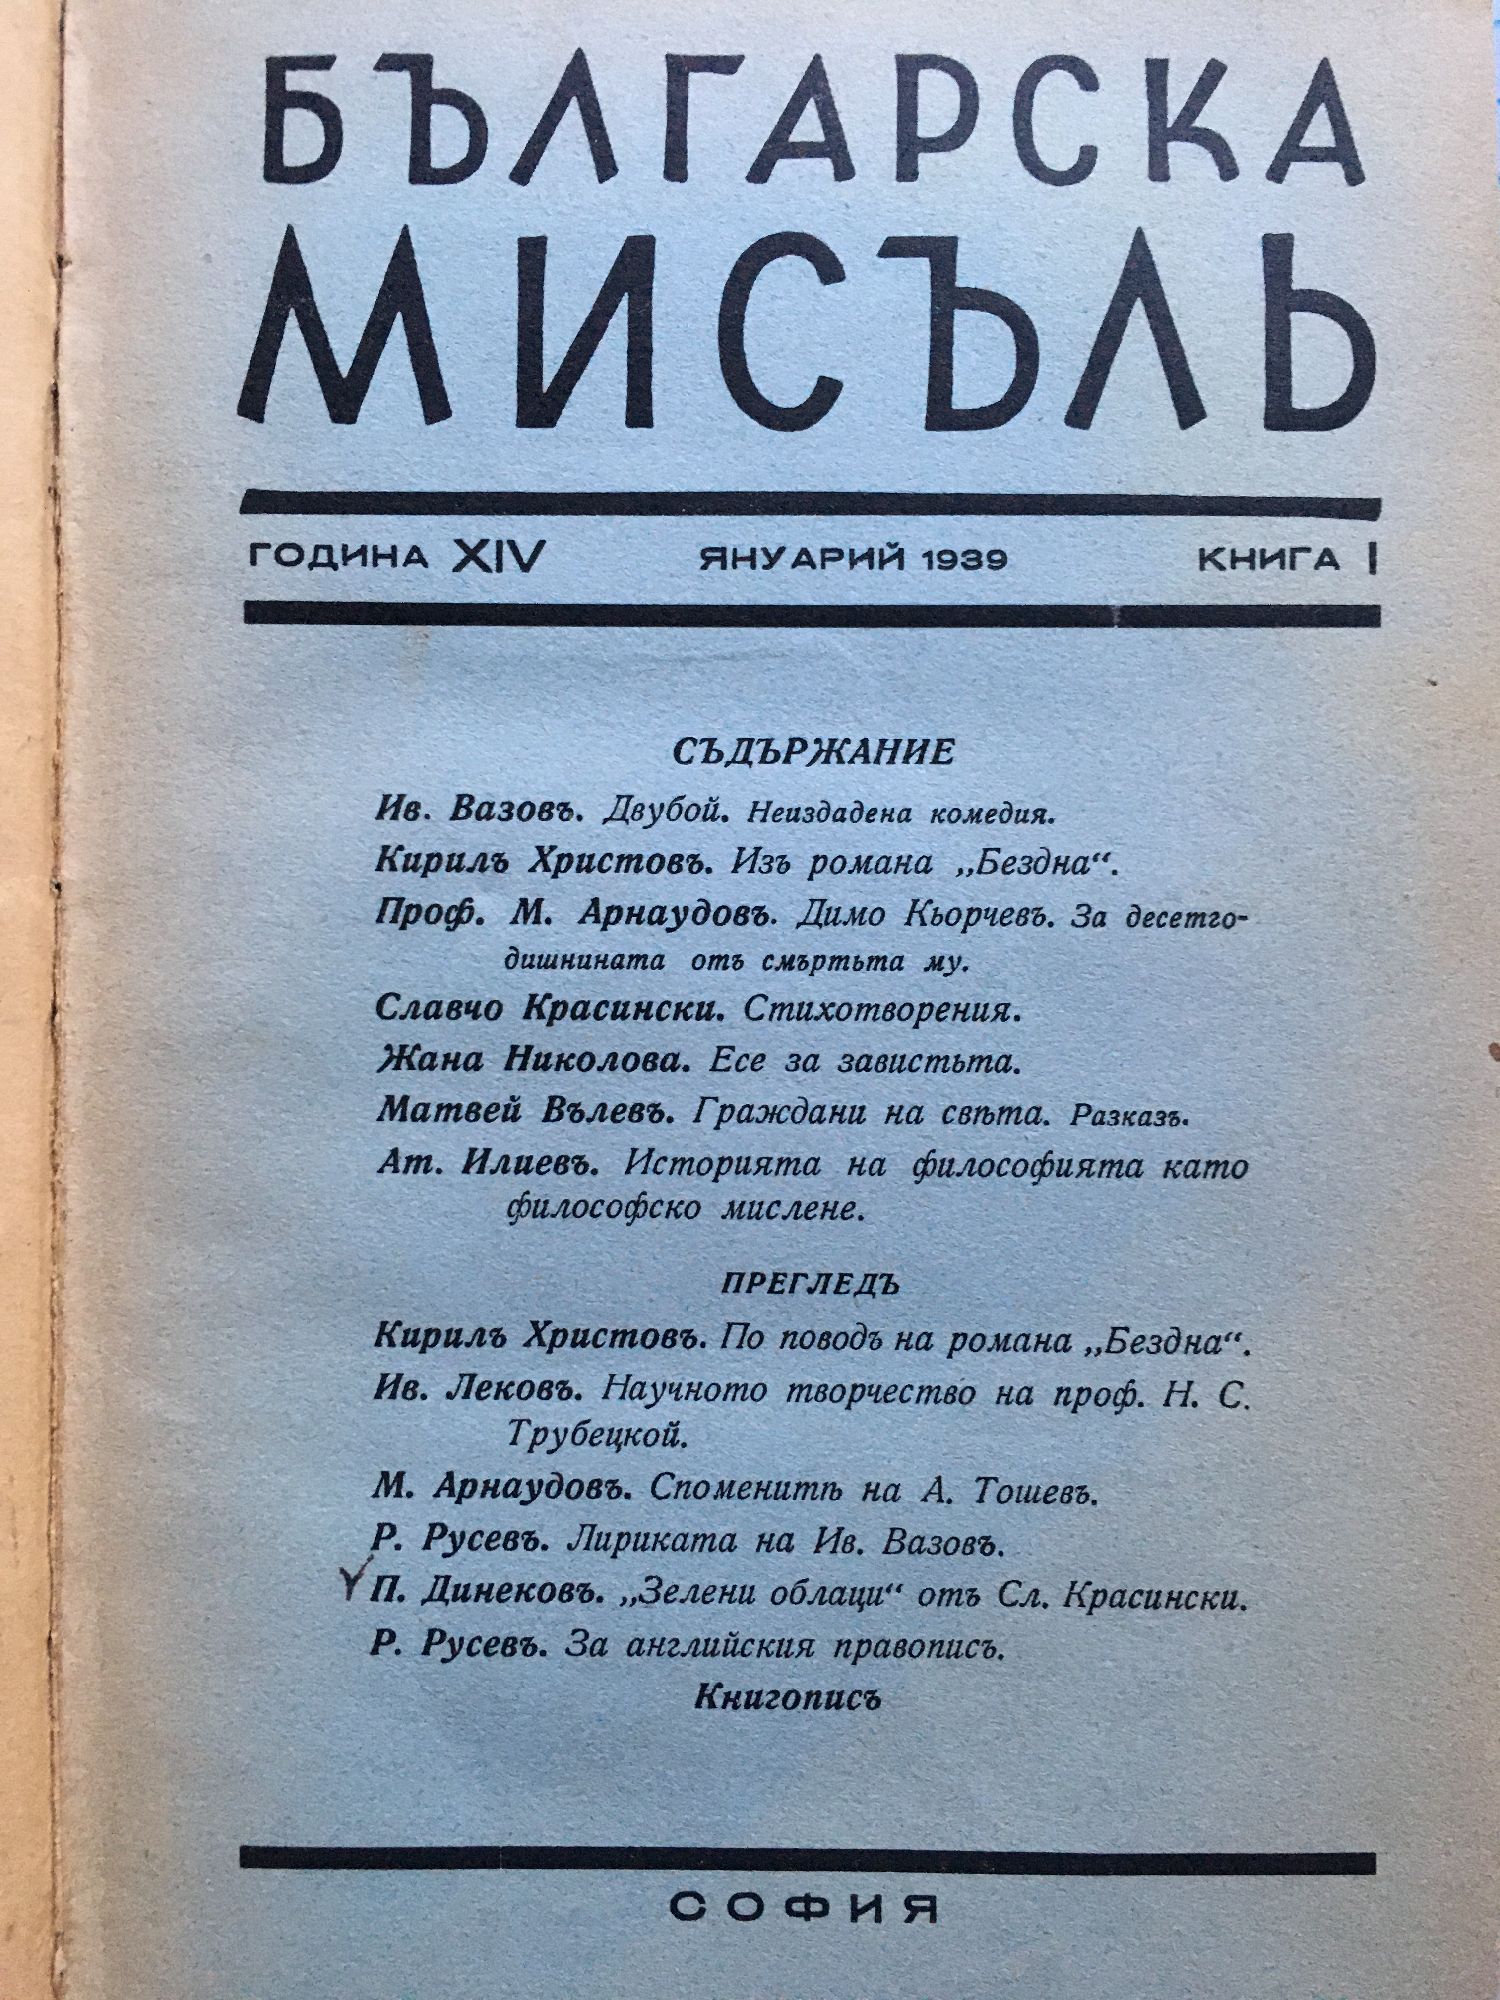 БЪЛГАРСКА
МИСЪЛЬ
ГОДИНА XIV ЯНУАРИЙ 1939 КНИГА I
СЪДЪРЖАНИЕ
Ив. Вазовъ. Двубой. Неиздадена комедия.
Кирилъ Христовъ. Изъ романа „Бездна“.
Проф. М. Арнаудовъ. Димо Кьорчевъ. За десетго-
дишнината отъ смъртьта му.
Славчо Красински. Стихотворения.
Жана Николова. Есе за завистьта.
Матвей Вълевъ. Граждани на свѣта. Разказъ.
Ат. Илиевъ. Историята на философията като
философско мислене.
ПРЕГЛЕДЪ
Кирилъ Христовъ. По поводъ на романа „Бездна“.
Ив. Лековъ. Научното творчество на проф. Н. С.
Трубецкой.
М. Арнаудовъ. Споменитѣ на А. Тошевъ.
Р. Русевъ. Лириката на Ив. Вазовъ.
П. Динековъ. „Зелени облаци“ отъ Сл. Красински.
Р. Русевъ. За английския правописъ.
Книгописъ
СОФИЯ